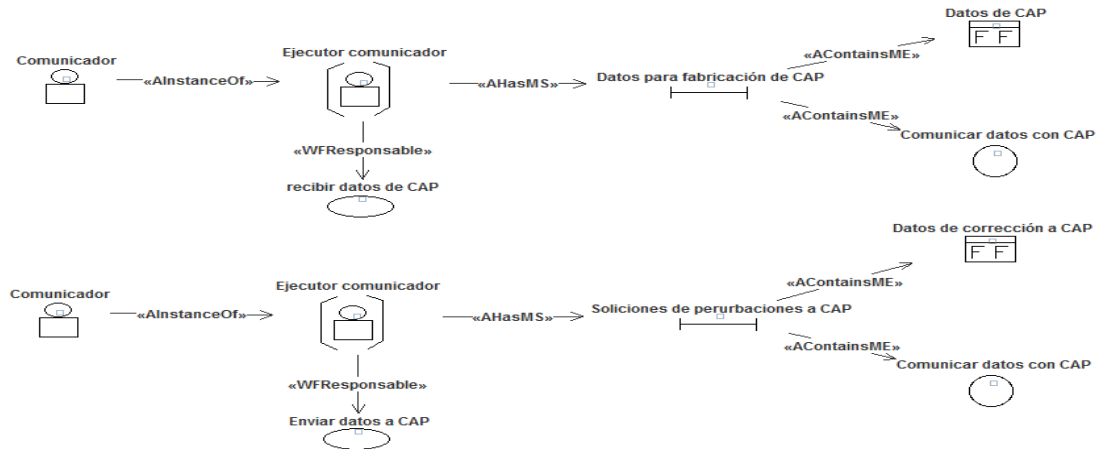 Datos de CAP
F F
Comunicador
Ejecutor comunicador
«AContainsME»
«AInstanceOf»
«AHasMS»
Datos para fabricación de CAP
«AContainsME»
Comunicar datos con CAP
«WFResponsable»
recibir datos de CAP
Datos de corrección a CAP
F F
Comunicador
Ejecutor comunicador
«AContainsME»
«AInstanceOf»
«AHasMS»
Soliciones de perurbaciones a CAP
«AContainsME»
Comunicar datos con CAP
«WFResponsable»
Enviar datos a CAP